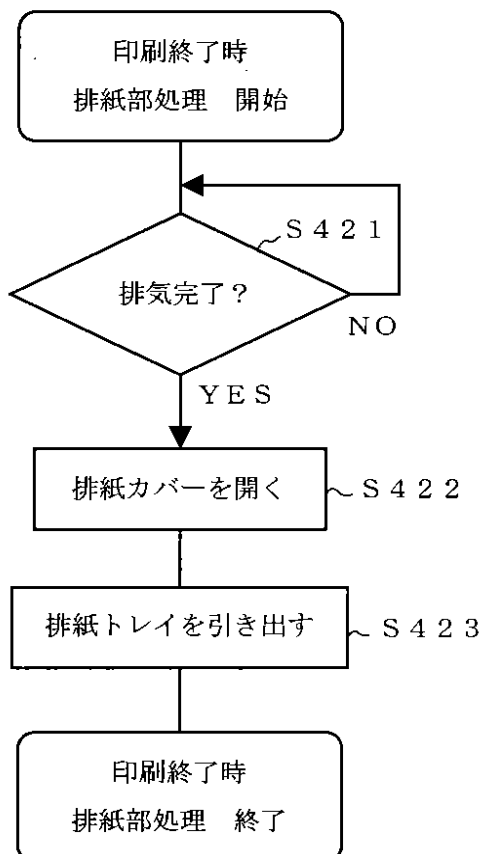 印刷終了時
排紙部処理　開始
Ｓ４２１
排気完了？
ＮＯ
ＹＥＳ
排紙カバーを開く
Ｓ４２２
排紙トレイを引き出す
Ｓ４２３
印刷終了時
排紙部処理　終了